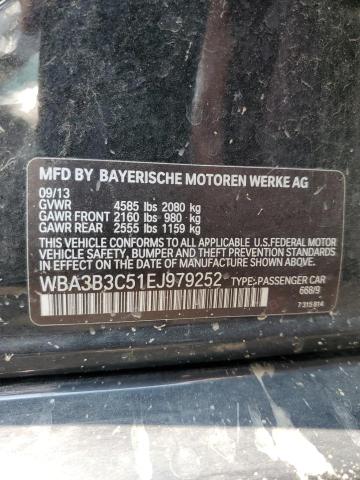 MFD BY BAYERISCHE MOTOREN WERKE AG
09/13
GVWR 4585 lbs 2080 kg
GAWR FRONT 2160 lbs 980 kg
GAWR REAR 2555 lbs 1159 kg
THIS VEHICLE CONFORMS TO ALL APPLICABLE U.S. FEDERAL MOTOR
VEHICLE SAFETY, BUMPER, AND THEFT PREVENTION STANDARDS IN
EFFECT ON THE DATE OF MANUFACTURE SHOWN ABOVE.
WBA3B3C51EJ979252 TYPE: PASSENGER CAR
668/9
7 315 814